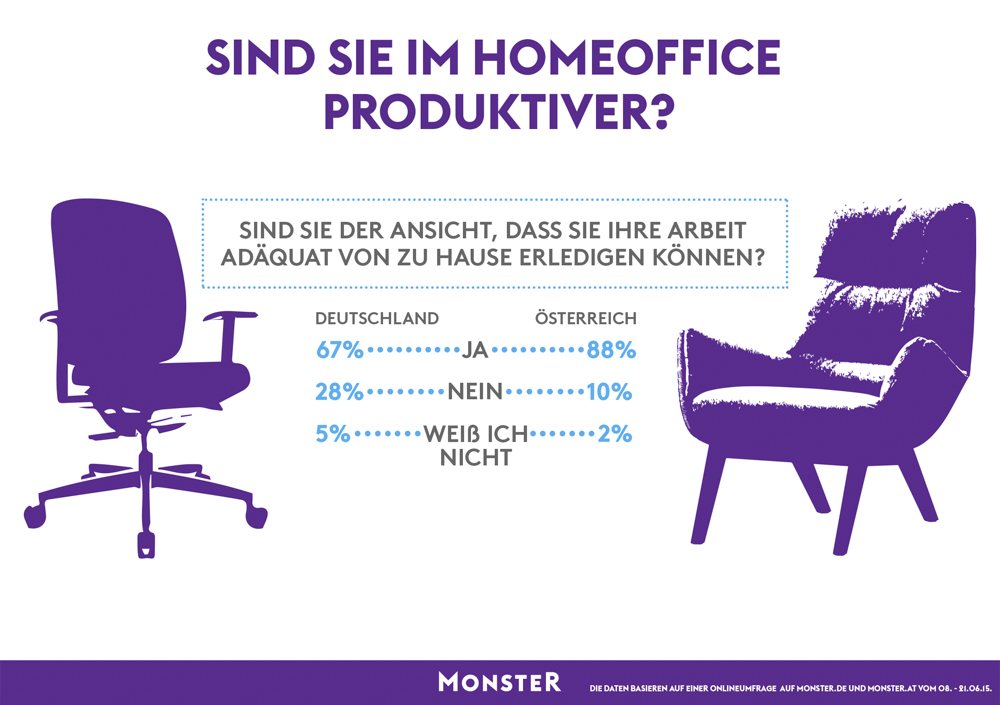 SIND SIE IM HOMEOFFICE
PRODUKTIVER?
SIND SIE DER ANSICHT, DASS SIE IHRE ARBEIT
ADÄQUAT VON ZU HAUSE ERLEDIGEN KÖNNEN?
DEUTSCHLAND ÖSTERREICH
67% JA 88%
28% NEIN 10%
5% WEIß ICH 2%
NICHT
MONSTER
DIE DATEN BASIEREN AUF EINER ONLINEUMFRAGE AUF MONSTER.DE UND MONSTER.AT VOM 08. - 21.06.15.